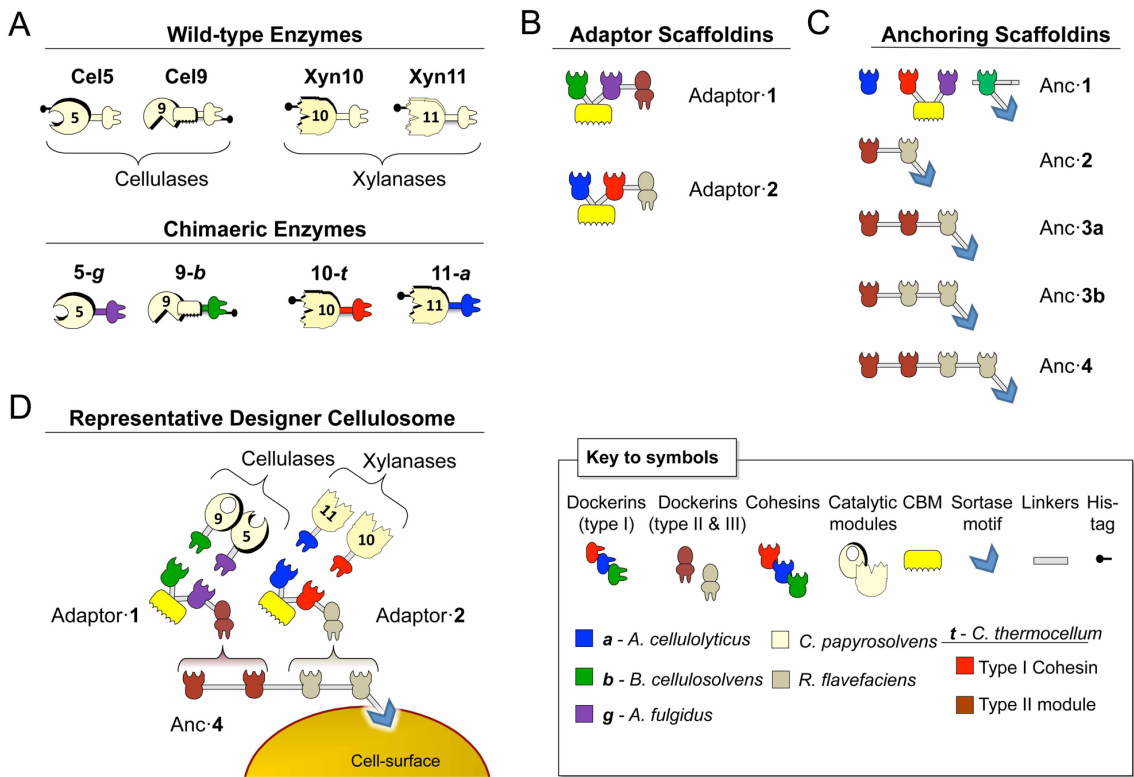 A
Wild-type Enzymes
Cel5 Cel9 Xyn10 Xyn11
5 9 10 11
Cellulases Xylanases
Chimaeric Enzymes
5-g 9-b 10-t 11-a
5 9 10 11
B
Adaptor Scaffoldins
Adaptor·1
Adaptor·2
C
Anchoring Scaffoldins
Anc·1
Anc·2
Anc·3a
Anc·3b
Anc·4
D
Representative Designer Cellulosome
Cellulases Xylanases
9 5 11 10
Adaptor·1 Adaptor·2
Anc·4
Cell-surface
Key to symbols
Dockerins (type I)
Dockerins (type II & III)
Cohesins
Catalytic modules
CBM
Sortase motif
Linkers
His-tag
a - A. cellulolyticus
b - B. cellusolvens
g - A. fulgidus
C. papyrosolvens
R. flavefaciens
t - C. thermocellum
Type I Cohesin
Type II module